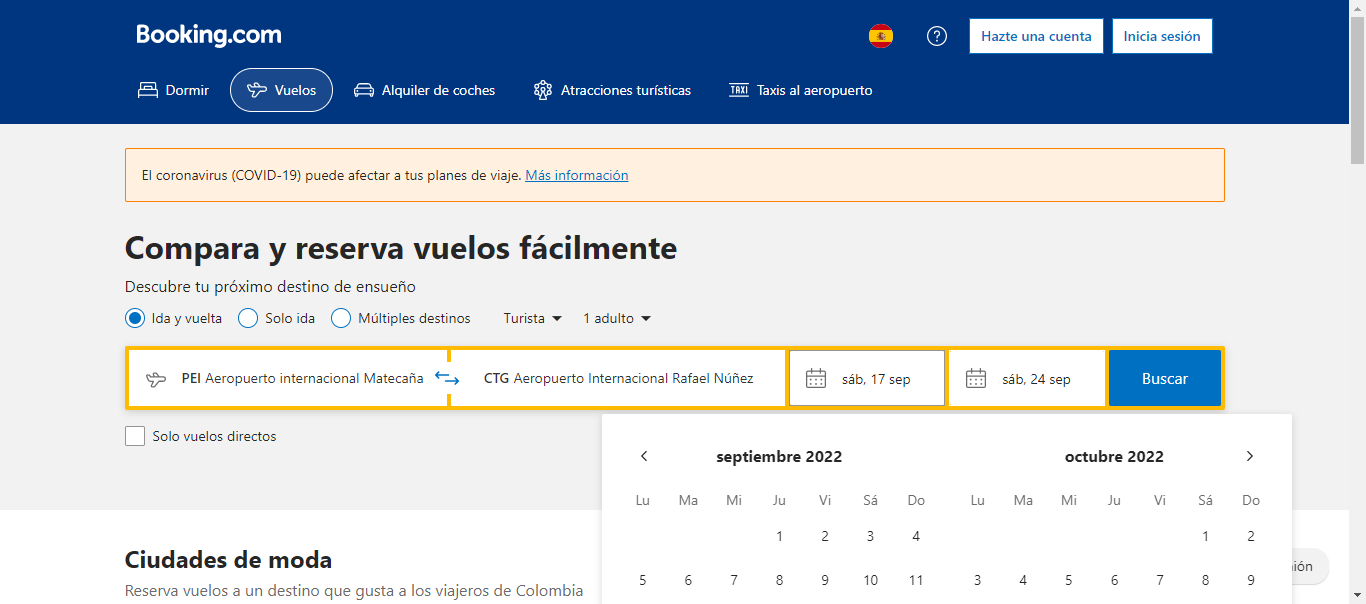 Booking.com
Hazte una cuenta
Inicia sesión
Dormir
Vuelos
Alquiler de coches
Atracciones turísticas
TAXI
Taxis al aeropuerto
El coronavirus (COVID-19) puede afectar a tus planes de viaje. Más información
Compara y reserva vuelos fácilmente
Descubre tu próximo destino de ensueño
Ida y vuelta
Solo ida
Múltiples destinos
Turista
1 adulto
PEI Aeropuerto internacional Matecaña
CTG Aeropuerto Internacional Rafael Núñez
sáb, 17 sep
sáb, 24 sep
Buscar
Solo vuelos directos
septiembre 2022
Lu Ma Mi Ju Vi Sá Do
1 2 3 4
5 6 7 8 9 10 11
octubre 2022
Lu Ma Mi Ju Vi Sá Do
1 2
3 4 5 6 7 8 9
Ciudades de moda
Reserva vuelos a un destino que gusta a los viajeros de Colombia